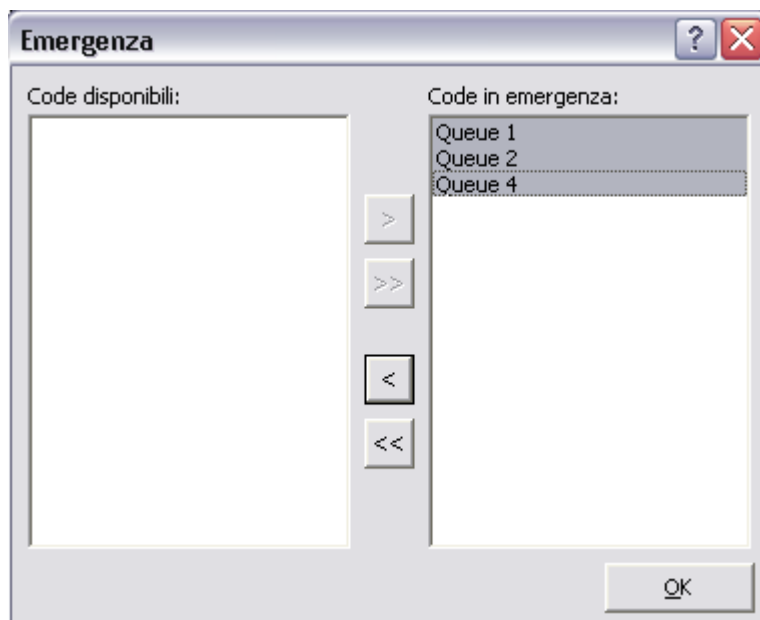 Emergenza
Code disponibili:
Code in emergenza:
Queue 1
Queue 2
Queue 4
>
>>
<
<<
OK